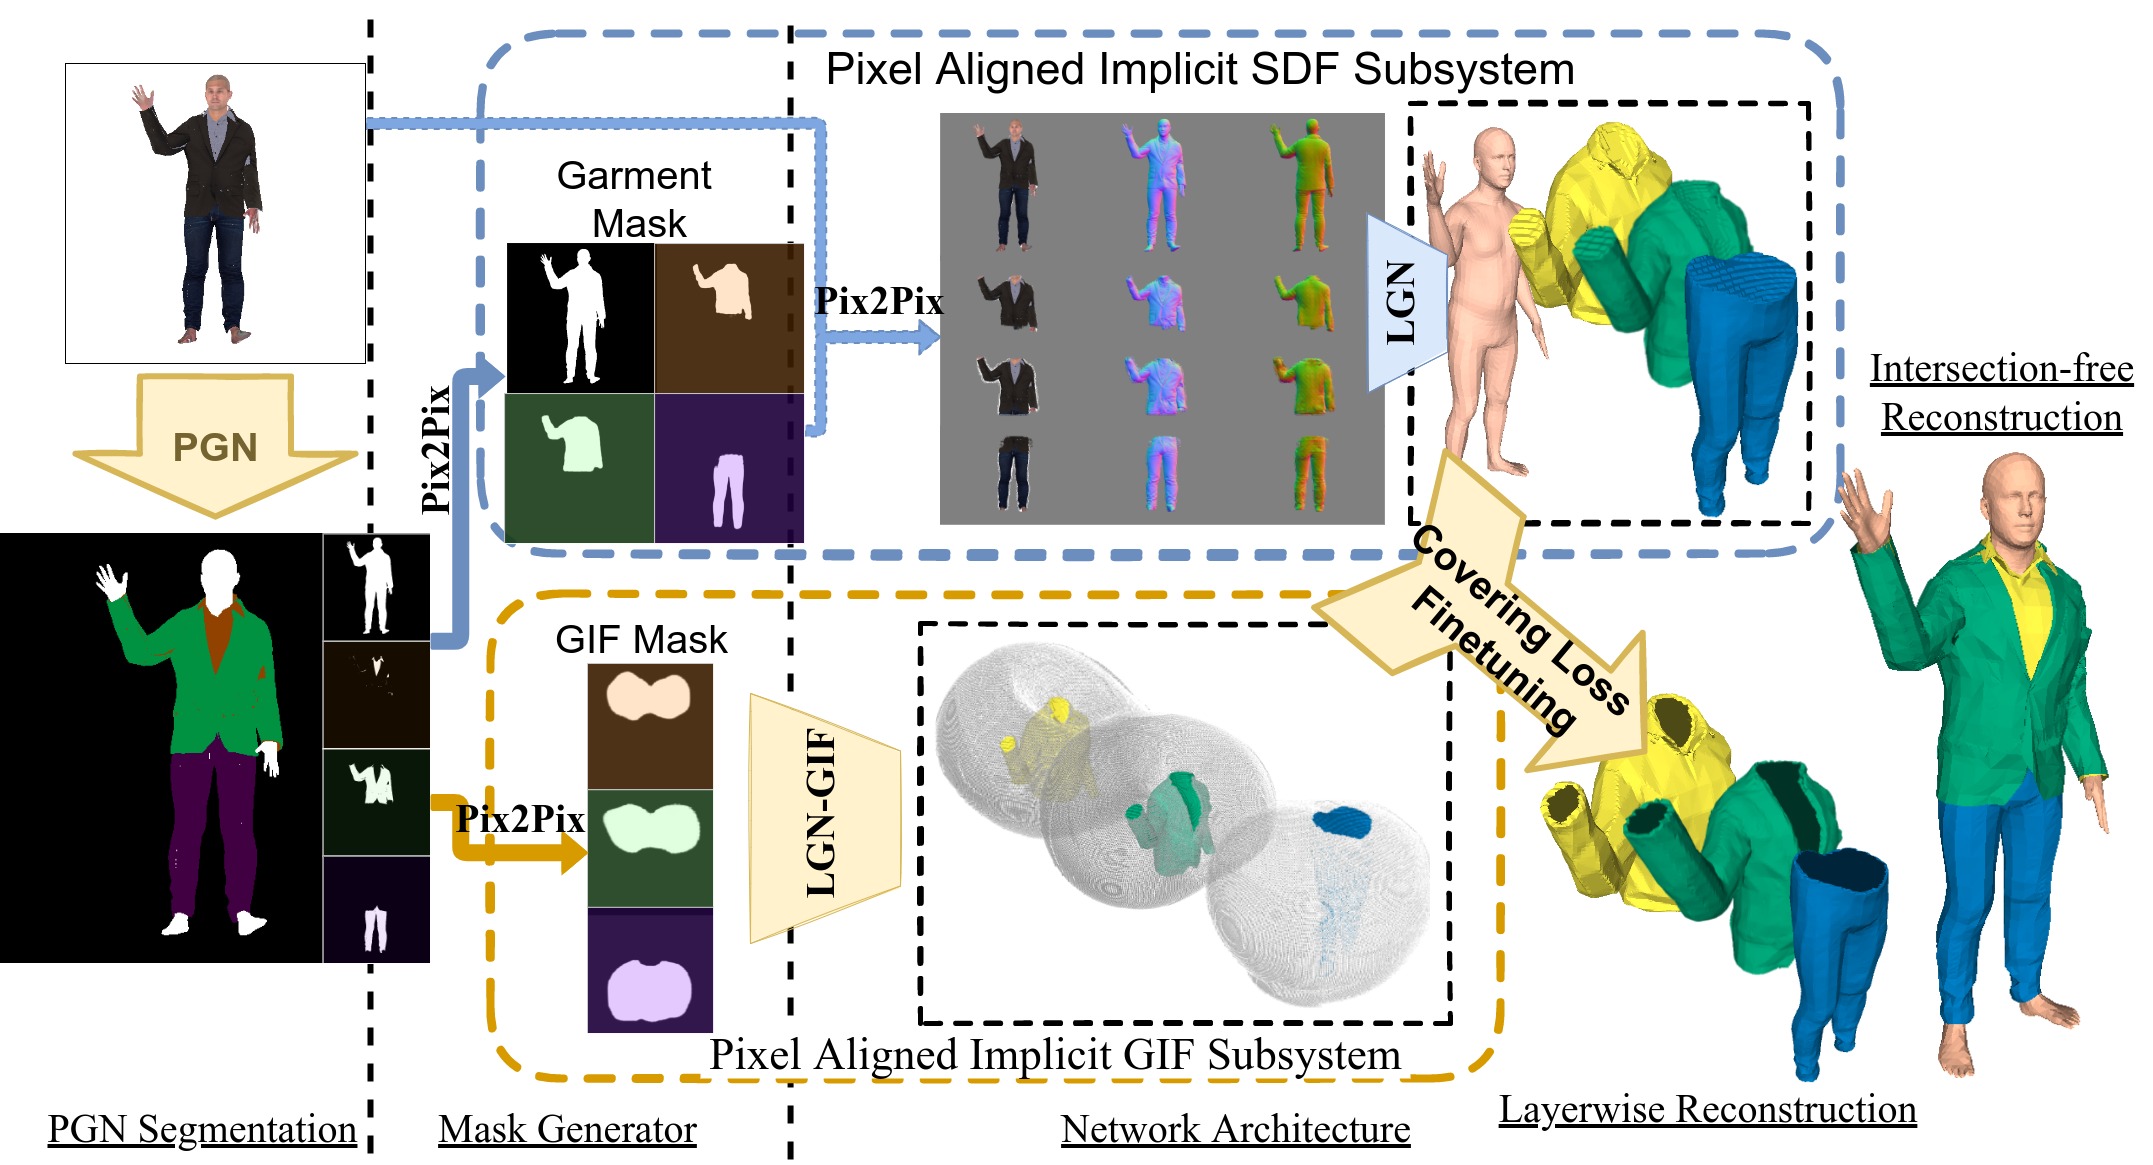 Pixel Aligned Implicit SDF Subsystem
Garment
Mask
Pix2Pix
LGN
PGN
Pix2Pix
Intersection-free
Reconstruction
Covering Loss
Finetuning
GIF Mask
Pix2Pix
LGN-GIF
Pixel Aligned Implicit GIF Subsystem
PGN Segmentation
Mask Generator
Network Architecture
Layerwise Reconstruction